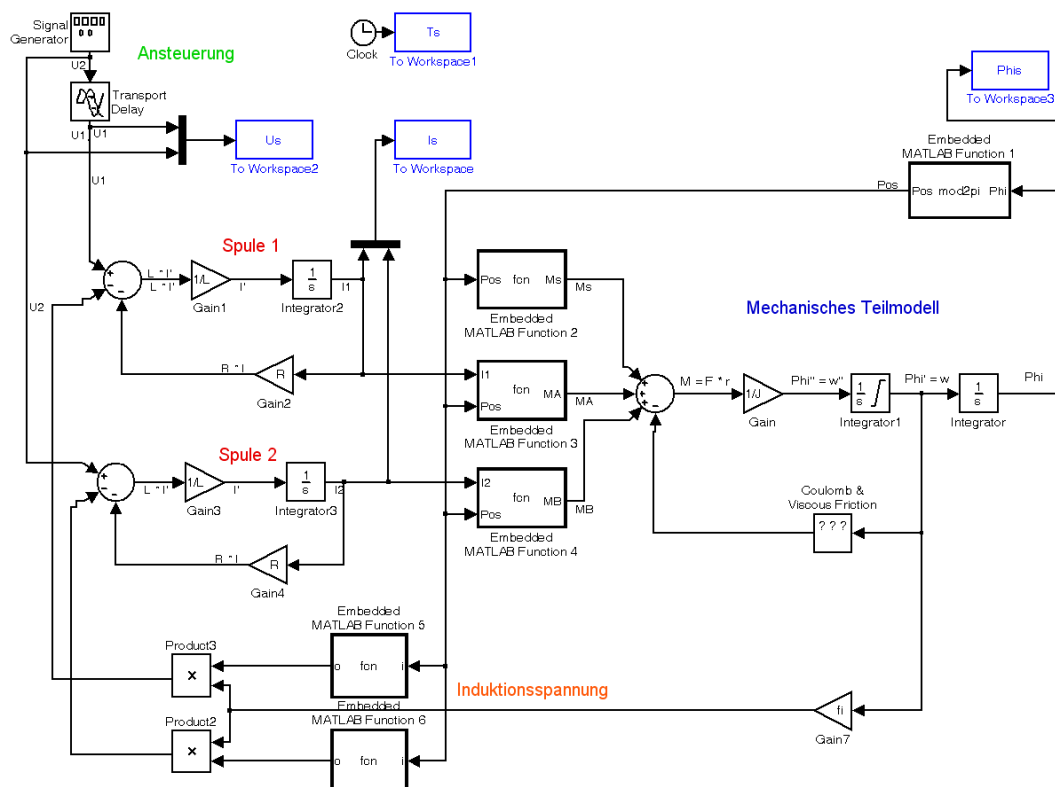 Signal
Generator
U2
Ansteuerung
Transport
Delay
U1
U1
U1
Us
To Workspace2
Clock
Ts
To Workspace1
Is
To Workspace
Phis
To Workspace3
Embedded
MATLAB Function 1
Pos
Pos mod2pi Phi
Spule 1
+
-
-
L * I'
L * I'
1/L
Gain1
I'
1
s
Integrator2
I1
R * I
R
Gain2
U2
Spule 2
+
-
-
L * I'
1/L
Gain3
I'
1
s
Integrator3
I2
R * I
R
Gain4
Pos fcn Ms
Ms
Embedded
MATLAB Function 2
I1
Pos
fcn MA
MA
Embedded
MATLAB Function 3
I2
Pos
fcn MB
MB
Embedded
MATLAB Function 4
Mechanisches Teilmodell
+
+
+
-
M = F * r
1/J
Gain
Phi'' = w''
1
s
Integrator1
Phi' = w
1
s
Integrator
Phi
Coulomb &
Viscous Friction
? ? ?
Embedded
MATLAB Function 5
o fcn i
Product3
×
Induktionsspannung
Embedded
MATLAB Function 6
o fcn i
Product2
×
fi
Gain7